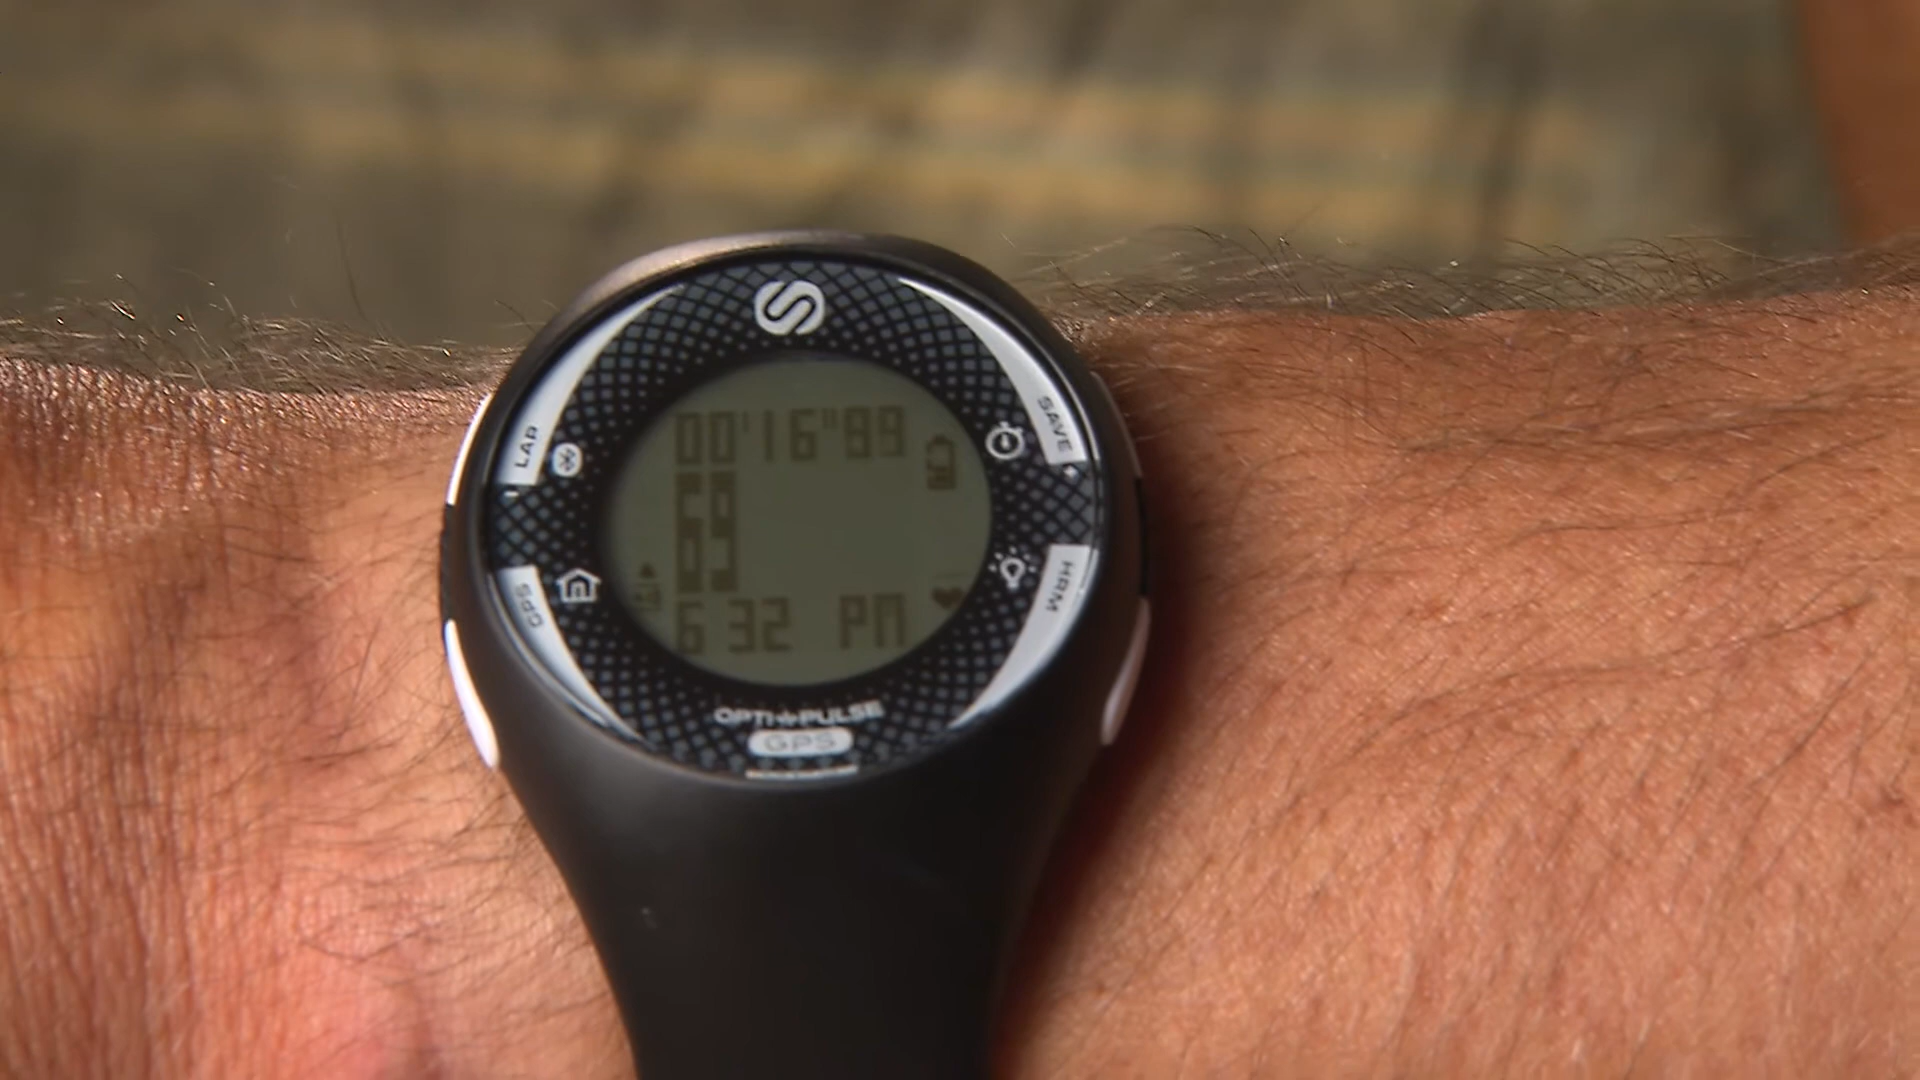 LAP
SAVE
00'16"89
69
6 32 PM
GPS
HRM
OPTI PULSE
GPS